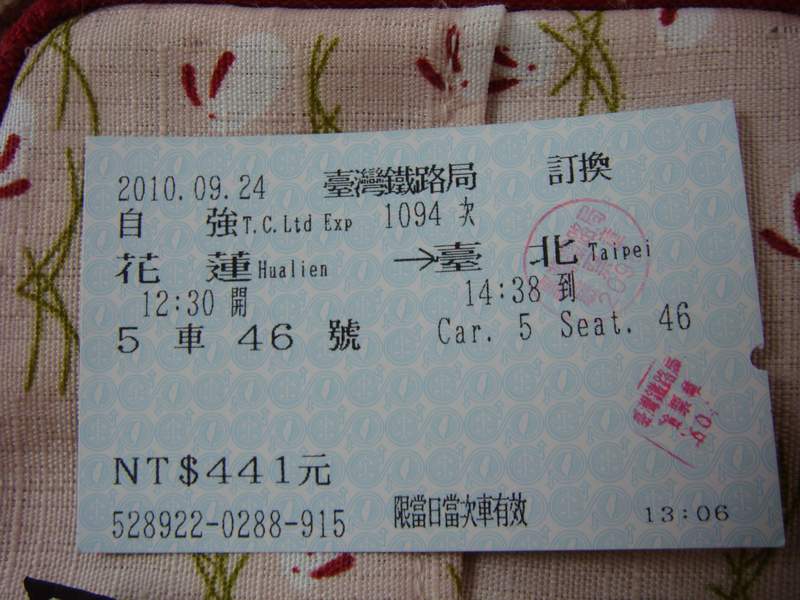 2010.09.24 臺灣鐵路局 訂換
自 強 T.C.Ltd Exp 1094 次
花 蓮 Hualien → 臺 北 Taipei
12:30 開 14:38 到
5 車 46 號 Car. 5 Seat. 46
NT$441元
528922-0288-915 限當日當次車有效 13:06